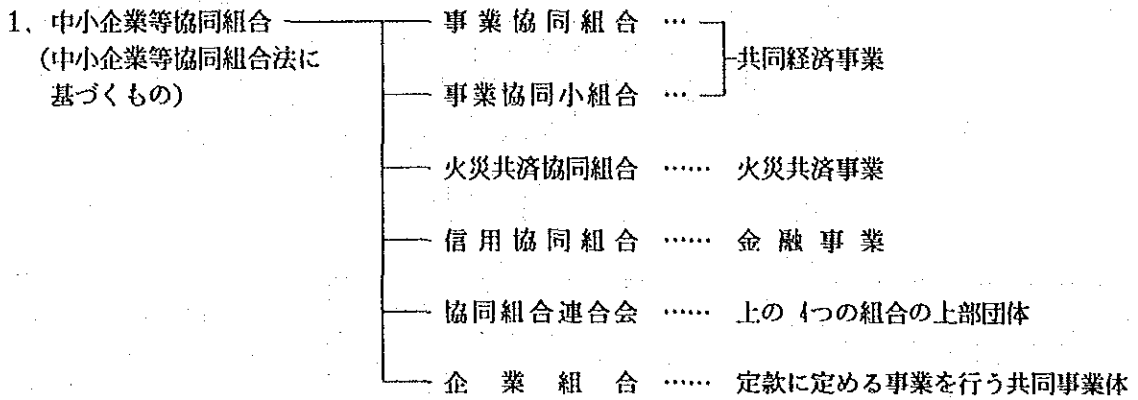 1. 中小企業等協同組合
(中小企業等協同組合法に
基づくもの)
事業協同組合 …
事業協同小組合 …
共同経済事業
火災共済協同組合 …… 火災共済事業
信用協同組合 …… 金融事業
協同組合連合会 …… 上の4つの組合の上部団体
企業組合 …… 定款に定める事業を行う共同事業体